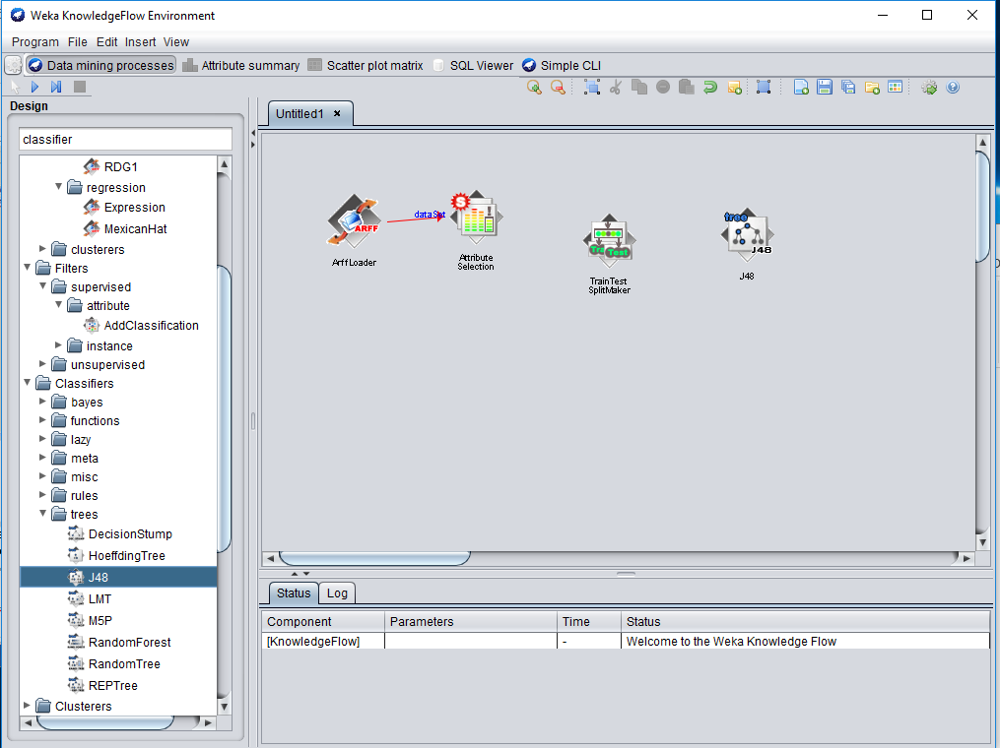 Weka KnowledgeFlow Environment
Program File Edit Insert View
Data mining processes Attribute summary Scatter plot matrix SQL Viewer Simple CLI
Design
classifier
RDG1
regression
Expression
MexicanHat
clusterers
Filters
supervised
attribute
AddClassification
instance
unsupervised
Classifiers
bayes
functions
lazy
meta
misc
rules
trees
DecisionStump
HoeffdingTree
J48
LMT
M5P
RandomForest
RandomTree
REPTree
Clusterers
Untitled1
ARFF
ArffLoader
dataSet
S
Attribute
Selection
Test
TrainTest
SplitMaker
tree
J48
J48
Status Log
Component Parameters Time Status
[KnowledgeFlow] - Welcome to the Weka Knowledge Flow